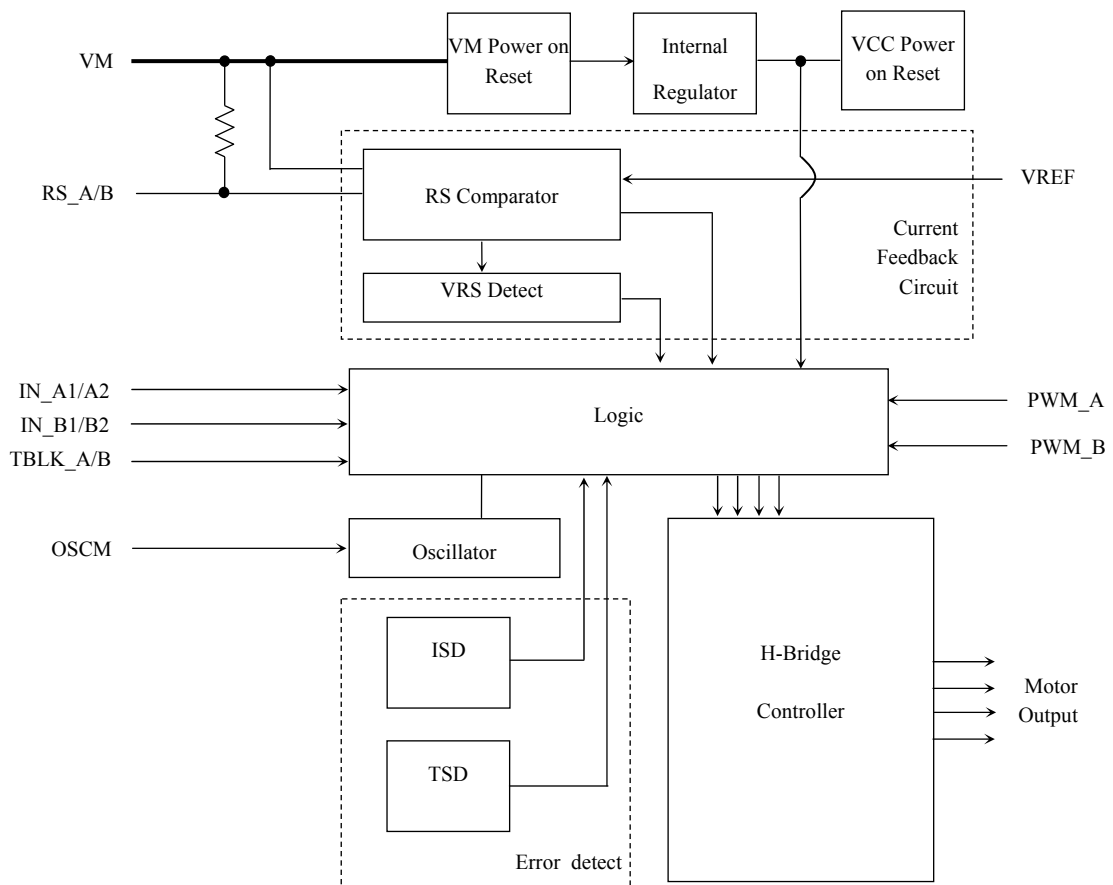 VM
VM Power on
Reset
Internal
Regulator
VCC Power
on Reset
RS_A/B
RS Comparator
VREF
Current
Feedback
Circuit
VRS Detect
IN_A1/A2
IN_B1/B2
TBLK_A/B
Logic
PWM_A
PWM_B
OSCM
Oscillator
ISD
TSD
Error detect
H-Bridge
Controller
Motor
Output